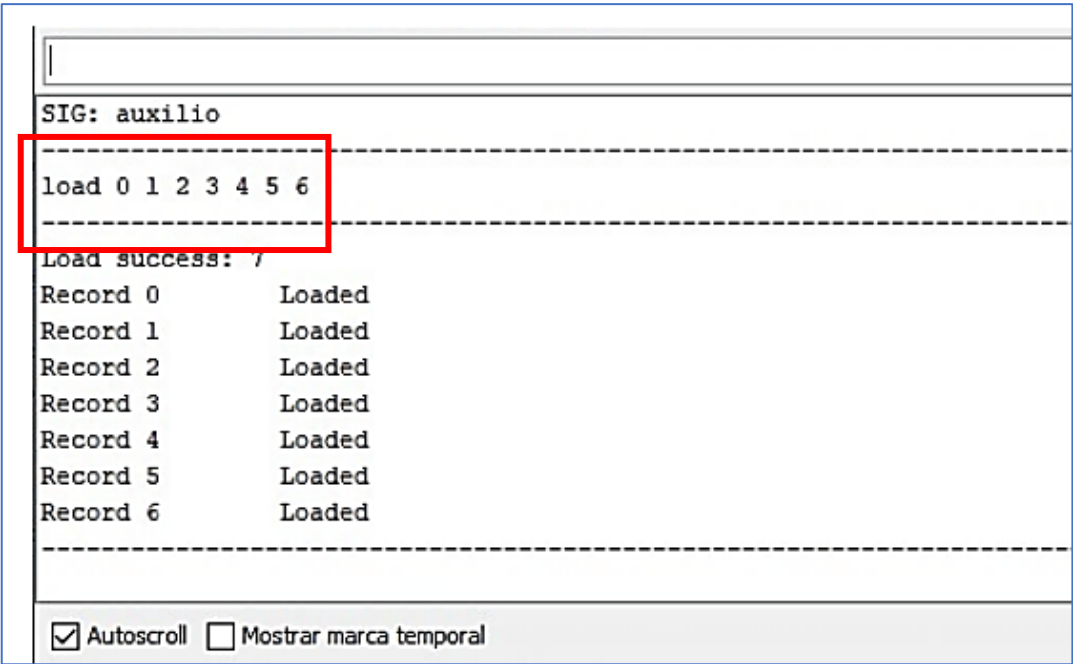 SIG: auxilio
--------------------------------------------------------------------
load 0 1 2 3 4 5 6
--------------------------------------------------------------------
Load success: 7
Record 0 Loaded
Record 1 Loaded
Record 2 Loaded
Record 3 Loaded
Record 4 Loaded
Record 5 Loaded
Record 6 Loaded
--------------------------------------------------------------------
Autoscroll Mostrar marca temporal